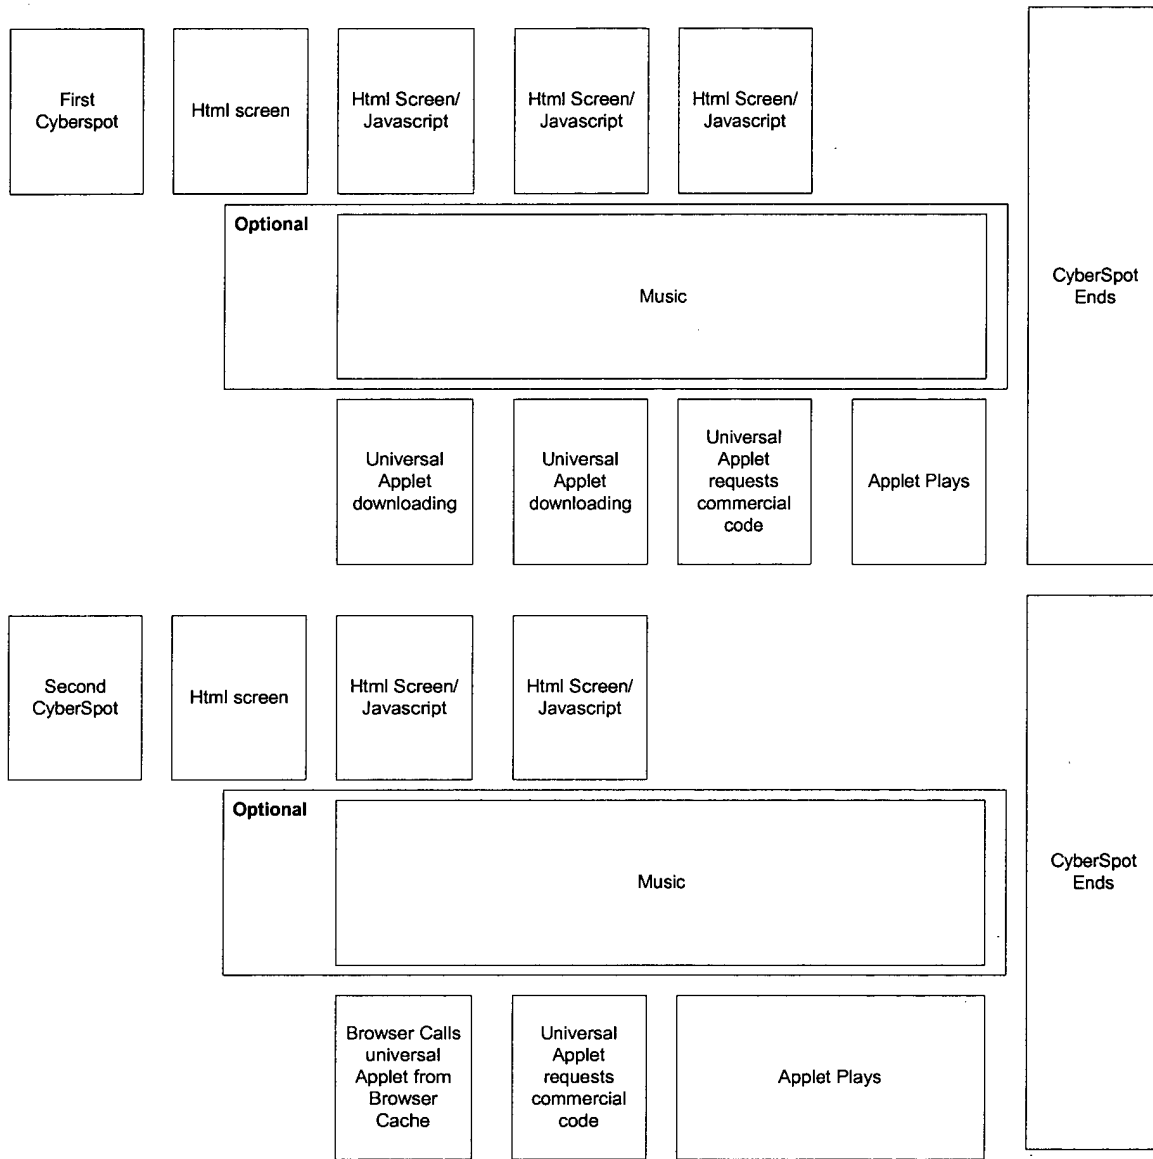 First
Cyberspot
Html screen
Html Screen/
Javascript
Html Screen/
Javascript
Html Screen/
Javascript
Optional
Music
CyberSpot
Ends
Universal
Applet
downloading
Universal
Applet
downloading
Universal
Applet
requests
commercial
code
Applet Plays
Second
CyberSpot
Html screen
Html Screen/
Javascript
Html Screen/
Javascript
Optional
Music
CyberSpot
Ends
Browser Calls
universal
Applet from
Browser
Cache
Universal
Applet
requests
commercial
code
Applet Plays